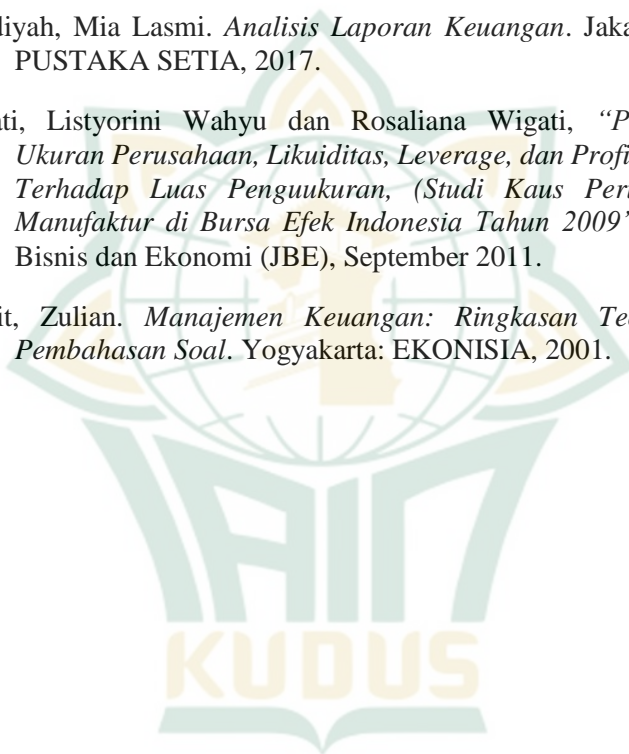 diyah, Mia Lasmi. Analisis Laporan Keuangan. Jaka
PUSTAKA SETIA, 2017.
ati, Listyorini Wahyu dan Rosaliana Wigati, “P
Ukuran Perusahaan, Likuiditas, Leverage, dan Profi
Terhadap Luas Penguukuran, (Studi Kaus Per
Manufaktur di Bursa Efek Indonesia Tahun 2009”
Bisnis dan Ekonomi (JBE), September 2011.
it, Zulian. Manajemen Keuangan: Ringkasan Te
Pembahasan Soal. Yogyakarta: EKONISIA, 2001.
IAIN
KUDUS